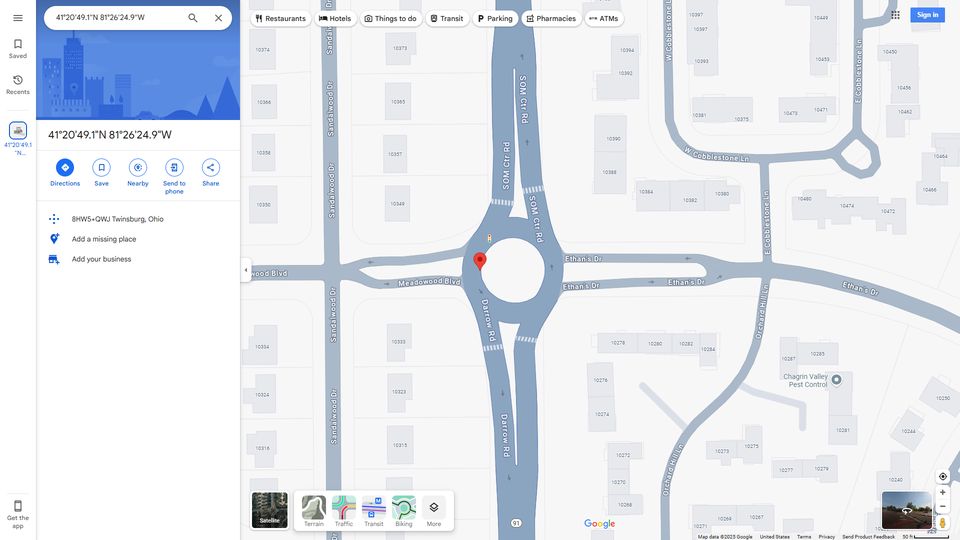 41°20'49.1"N 81°26'24.9"W
Restaurants
Hotels
Things to do
Transit
Parking
Pharmacies
ATMs
Sign in
Saved
Recents
41°20'49.1
"N...
Get the
app
41°20'49.1"N 81°26'24.9"W
Directions
Save
Nearby
Send to
phone
Share
8HW5+QWJ Twinsburg, Ohio
Add a missing place
Add your business
10374
10373
10366
10365
10358
10357
10350
10349
10394
10392
10390
10388
10393
10453
10381
10375
10473
10471
10450
10456
10462
10464
10466
10384
10382
10380
10480
10474
10472
Sandalwood Dr
Sandalwood Dr
Sandalwood Dr
Sandalwood Dr
SOM Ctr Rd
SOM Ctr Rd
SOM Ctr Rd
W Cobblestone Ln
W Cobblestone Ln
E Cobblestone Ln
E Cobblestone Ln
wood Blvd
Meadowood Blvd
Ethan's Dr
Ethan's Dr
Ethan's Dr
Darrow Rd
Darrow Rd
Orchard Hill Ln
Orchard Hill Ln
10334
10333
10324
10323
10316
10315
10278
10280
10282
10284
10287
10285
10276
10274
10272
10270
10268
10273
10275
10277
10279
10281
10250
10244
10240
10271
10268
10267
Chagrin Valley
Pest Control
91
Satellite
Terrain
Traffic
Transit
Biking
More
Google
Map data ©2025 Google
United States
Terms
Privacy
Send Product Feedback
50 ft